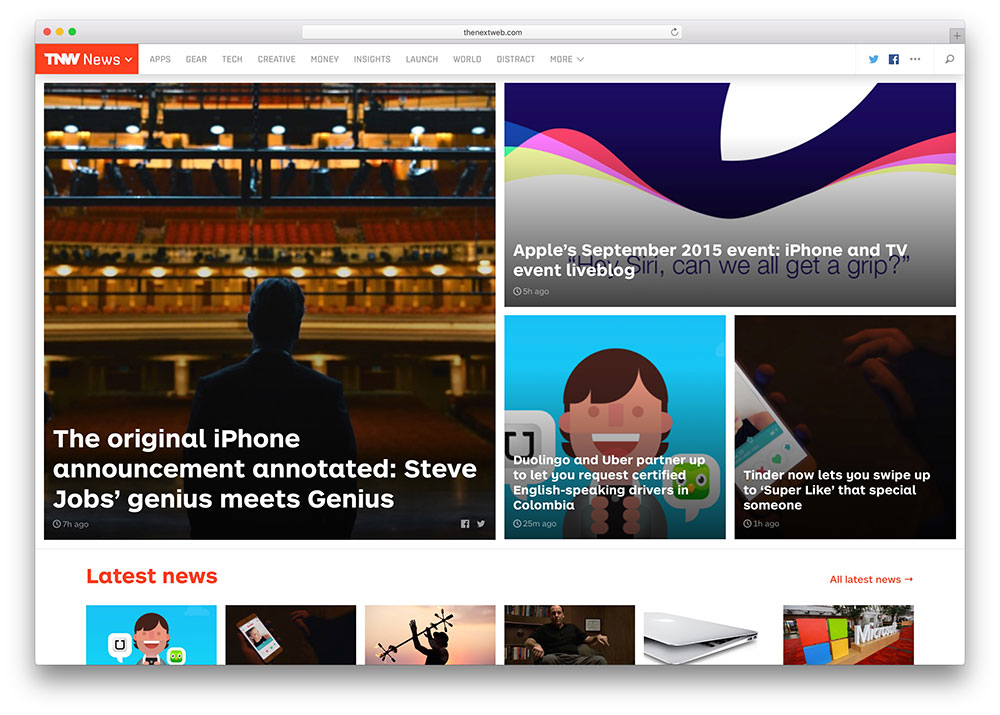 thenextweb.com
TNW News
APPS GEAR TECH CREATIVE MONEY INSIGHTS LAUNCH WORLD DISTRACT MORE
The original iPhone
announcement annotated: Steve
Jobs’ genius meets Genius
7h ago
“Hey Siri, can we all get a grip?”
Apple’s September 2015 event: iPhone and TV
event liveblog
5h ago
Duolingo and Uber partner up
to let you request certified
English-speaking drivers in
Colombia
25m ago
Tinder now lets you swipe up
to ‘Super Like’ that special
someone
1h ago
Latest news
All latest news →
Microsoft